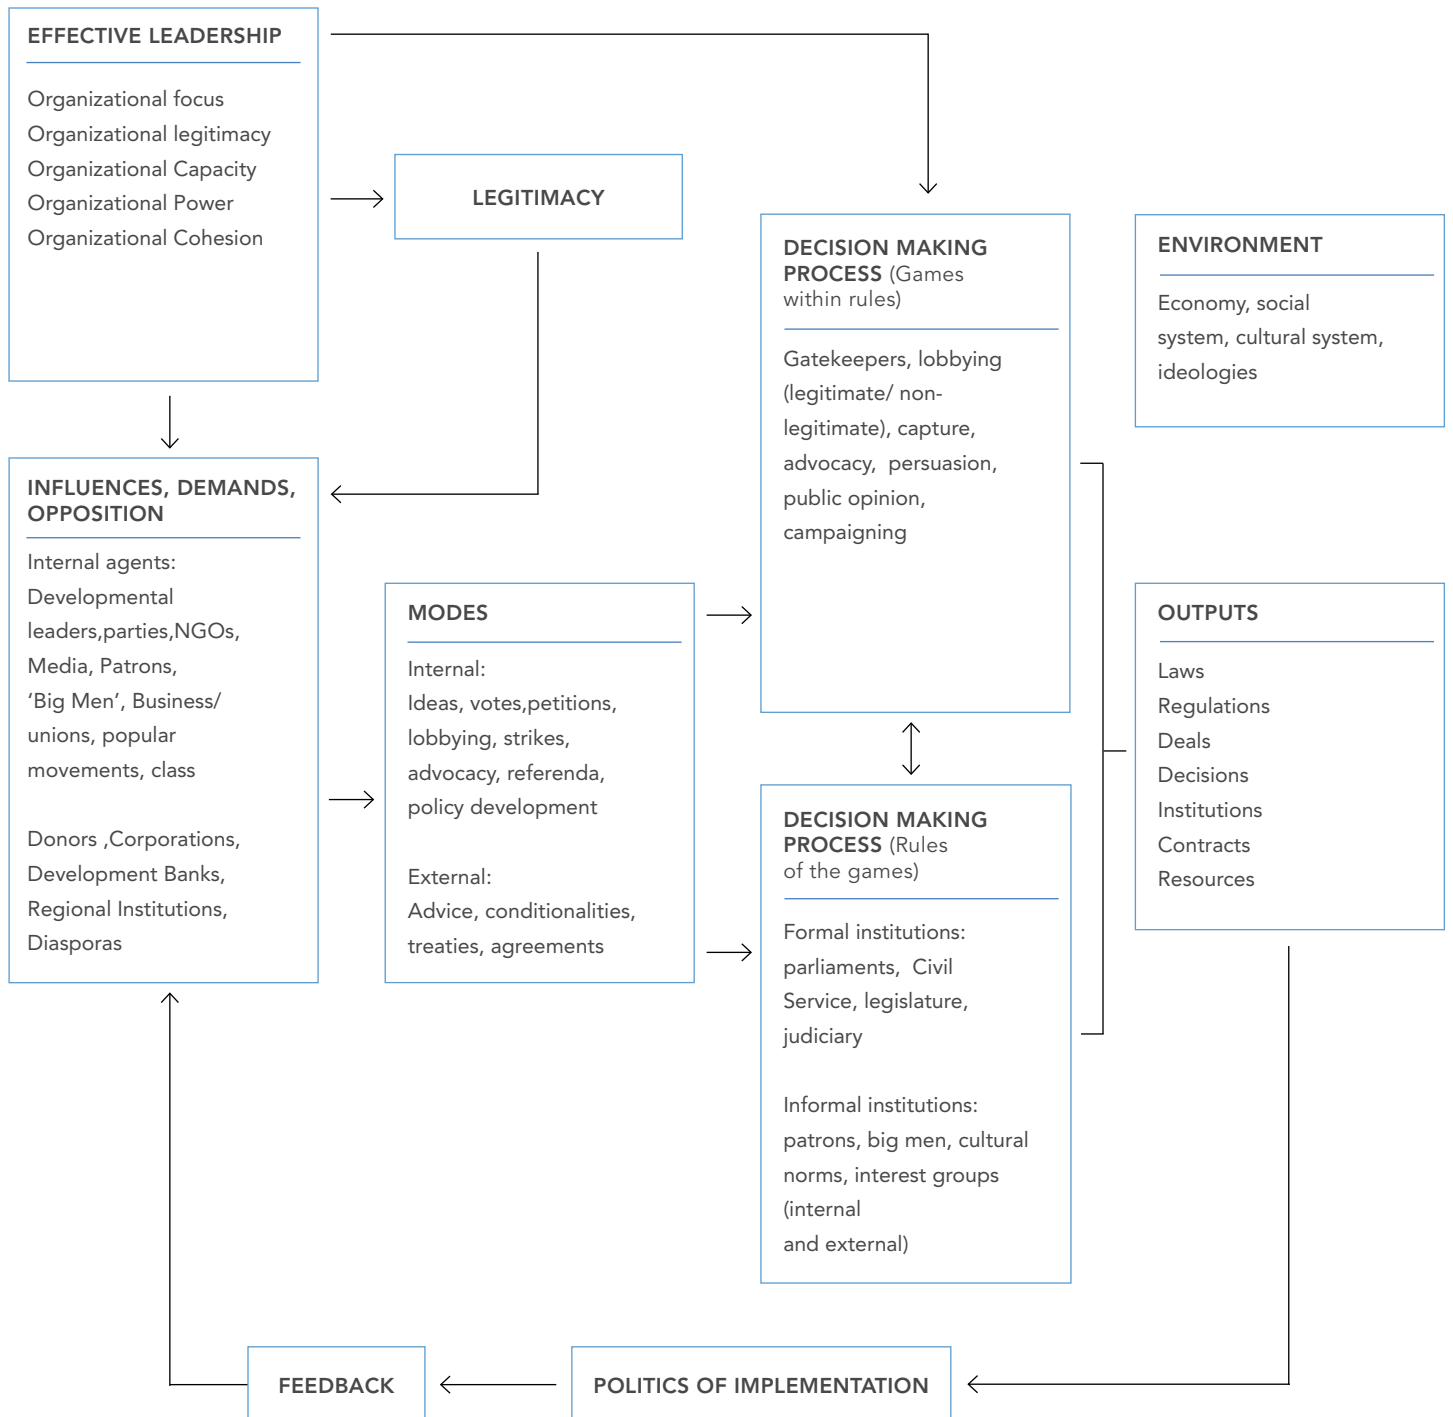 EFFECTIVE LEADERSHIP
Organizational focus
Organizational legitimacy
Organizational Capacity
Organizational Power
Organizational Cohesion
LEGITIMACY
INFLUENCES, DEMANDS,
OPPOSITION
Internal agents:
Developmental
leaders,parties,NGOs,
Media, Patrons,
‘Big Men’, Business/
unions, popular
movements, class
Donors ,Corporations,
Development Banks,
Regional Institutions,
Diasporas
MODES
Internal:
Ideas, votes,petitions,
lobbying, strikes,
advocacy, referenda,
policy development
External:
Advice, conditionalities,
treaties, agreements
DECISION MAKING
PROCESS (Games
within rules)
Gatekeepers, lobbying
(legitimate/ non-
legitimate), capture,
advocacy,  persuasion,
public opinion,
campaigning
DECISION MAKING
PROCESS (Rules
of the games)
Formal institutions:
parliaments,  Civil
Service, legislature,
judiciary
Informal institutions:
patrons, big men, cultural
norms, interest groups
(internal
and external)
ENVIRONMENT
Economy, social
system, cultural system,
ideologies
OUTPUTS
Laws
Regulations
Deals
Decisions
Institutions
Contracts
Resources
FEEDBACK
POLITICS OF IMPLEMENTATION